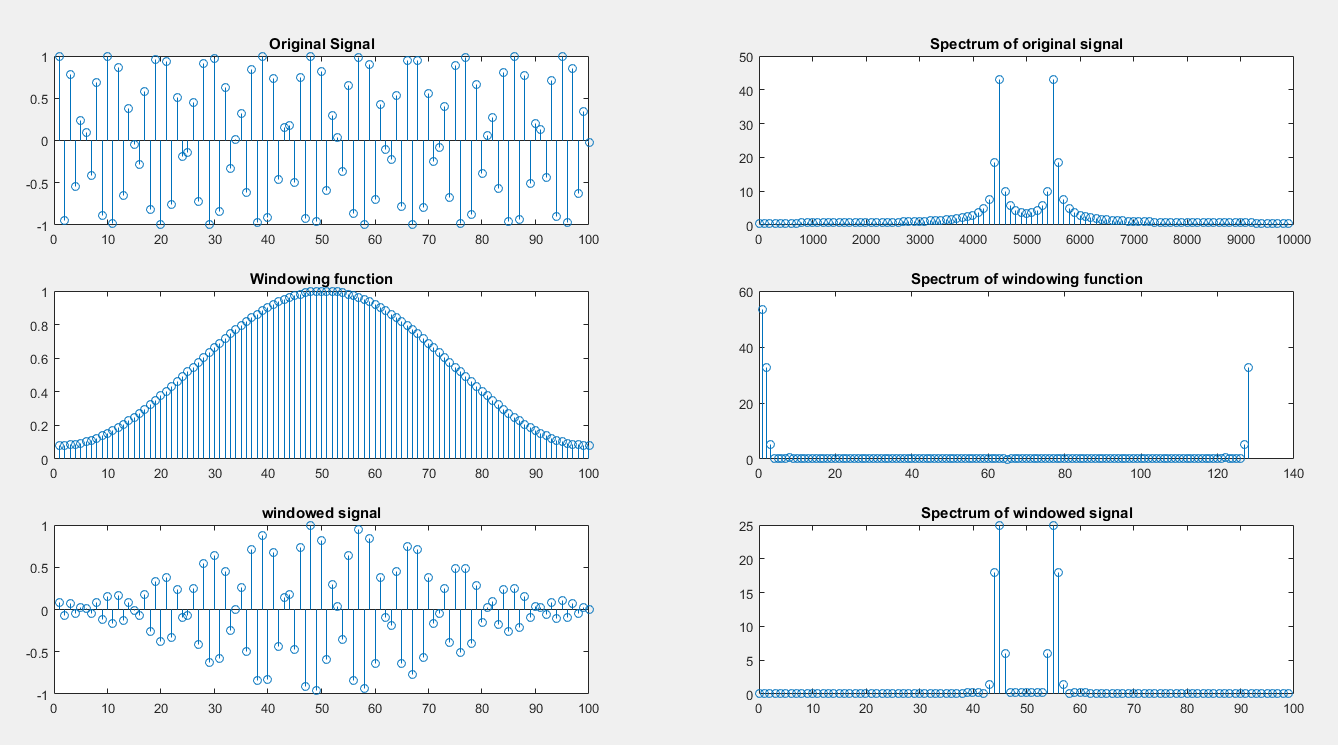 Original Signal
1
0.5
0
-0.5
-1
0 10 20 30 40 50 60 70 80 90 100
Spectrum of original signal
50
40
30
20
10
0
0 1000 2000 3000 4000 5000 6000 7000 8000 9000 10000
Windowing function
1
0.8
0.6
0.4
0.2
0
0 10 20 30 40 50 60 70 80 90 100
Spectrum of windowing function
60
40
20
0
0 20 40 60 80 100 120 140
windowed signal
1
0.5
0
-0.5
-1
0 10 20 30 40 50 60 70 80 90 100
Spectrum of windowed signal
25
20
15
10
5
0
0 10 20 30 40 50 60 70 80 90 100